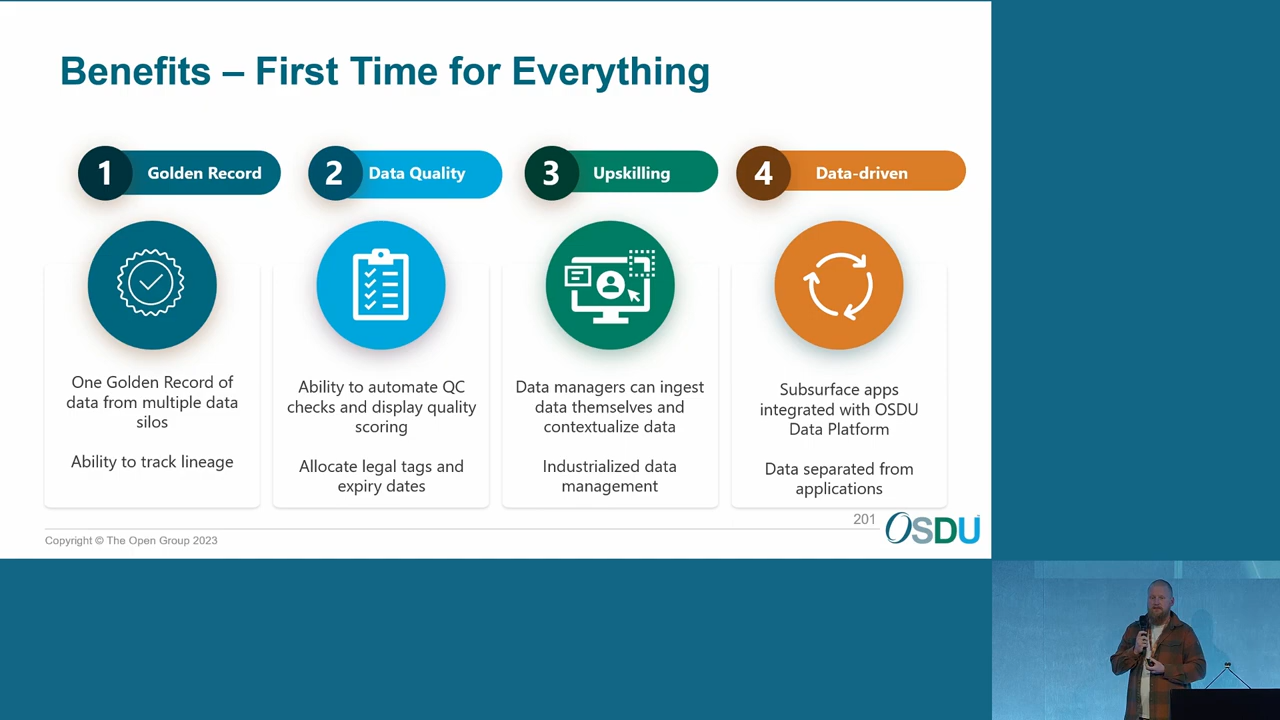 Benefits – First Time for Everything
1 Golden Record
2 Data Quality
3 Upskilling
4 Data-driven
One Golden Record of
data from multiple data
silos
Ability to track lineage
Ability to automate QC
checks and display quality
scoring
Allocate legal tags and
expiry dates
Data managers can ingest
data themselves and
contextualize data
Industrialized data
management
Subsurface apps
integrated with OSDU
Data Platform
Data separated from
applications
201
OSDU
Copyright © The Open Group 2023